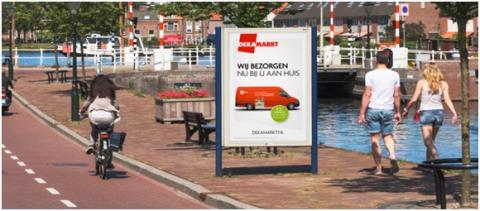 DEKAMARKT
WIJ BEZORGEN
NU BIJ U AAN HUIS
DEKAMARKT.NL